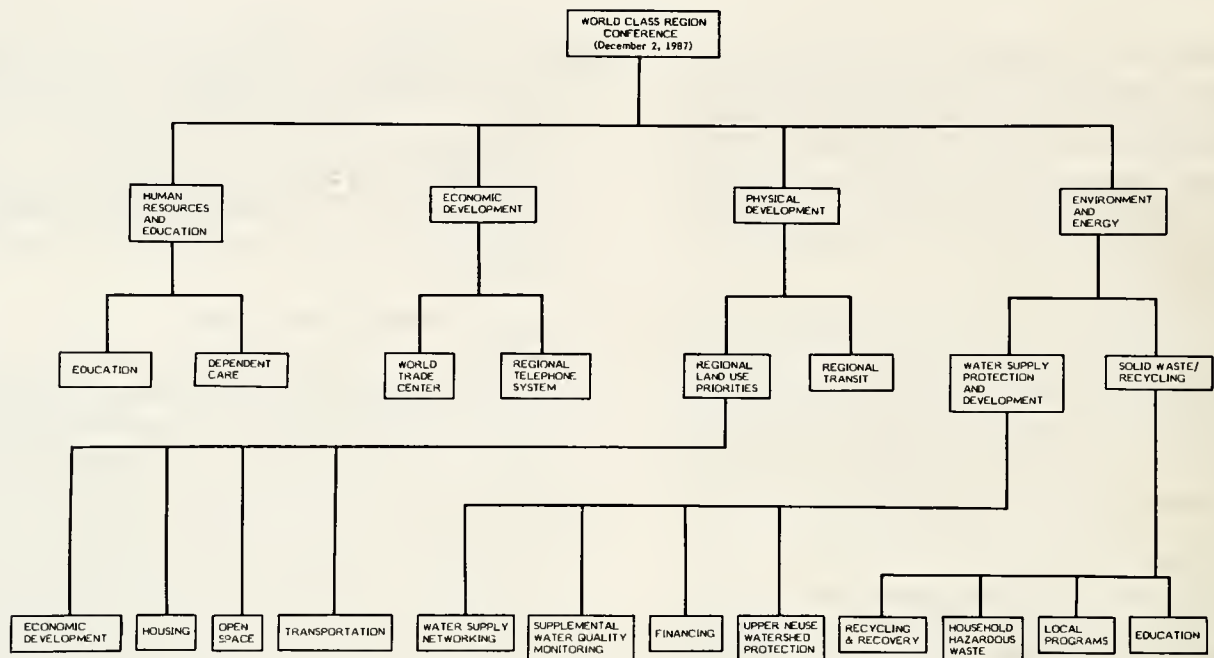 WORLD CLASS REGION
CONFERENCE
(December 2, 1987)
HUMAN
RESOURCES
AND
EDUCATION
ECONOMIC
DEVELOPMENT
PHYSICAL
DEVELOPMENT
ENVIRONMENT
AND
ENERGY
EDUCATION
DEPENDENT
CARE
WORLD
TRADE
CENTER
REGIONAL
TELEPHONE
SYSTEM
REGIONAL
LAND USE
PRIORITIES
REGIONAL
TRANSIT
WATER SUPPLY
PROTECTION
AND
DEVELOPMENT
SOLID WASTE/
RECYCLING
ECONOMIC
DEVELOPMENT
HOUSING
OPEN
SPACE
TRANSPORTATION
WATER SUPPLY
NETWORKING
SUPPLEMENTAL
WATER QUALITY
MONITORING
FINANCING
UPPER NEUSE
WATERSHED
PROTECTION
RECYCLING
& RECOVERY
HOUSEHOLD
HAZARDOUS
WASTE
LOCAL
PROGRAMS
EDUCATION